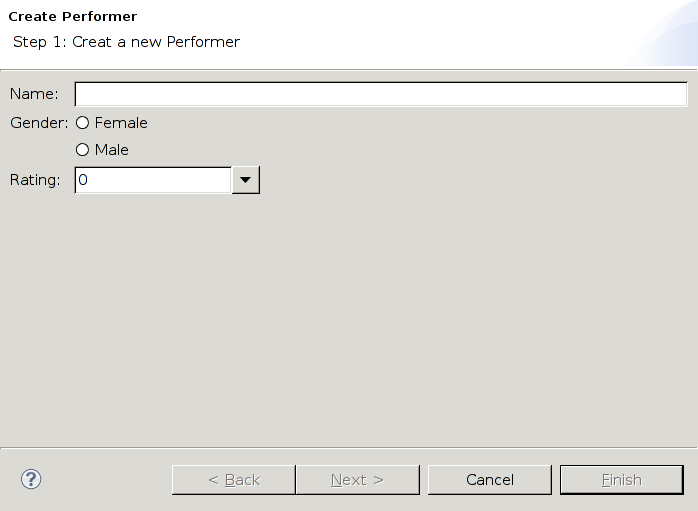 Create Performer
Step 1: Creat a new Performer
Name:
Gender: Female
Male
Rating: 0
? < Back Next > Cancel Finish